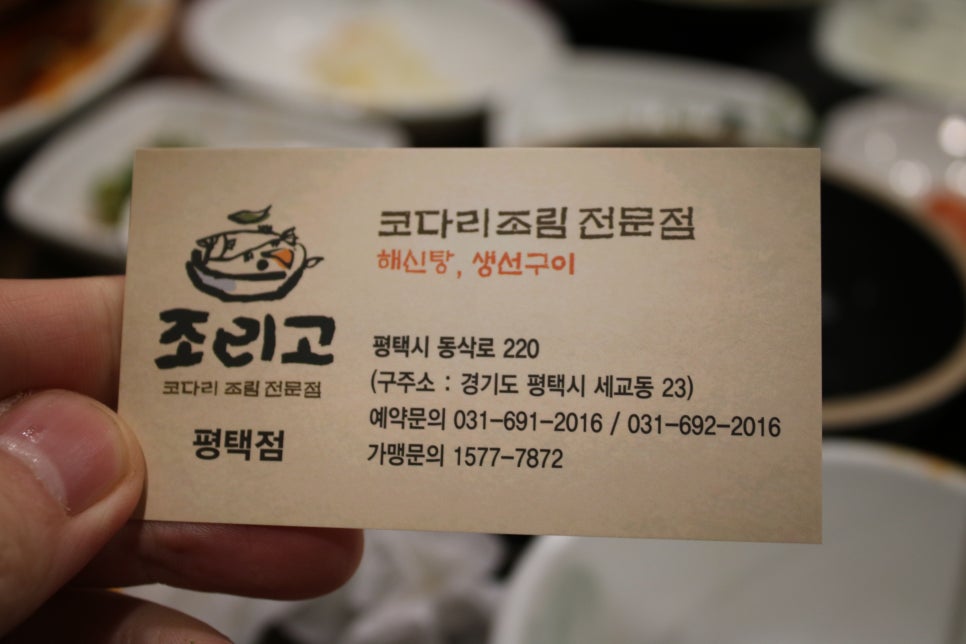 조리고
코다리 조림 전문점
평택점
코다리조림 전문점
해신탕, 생선구이
평택시 동삭로 220
(구주소 : 경기도 평택시 세교동 23)
예약문의 031-691-2016 / 031-692-2016
가맹문의 1577-7872